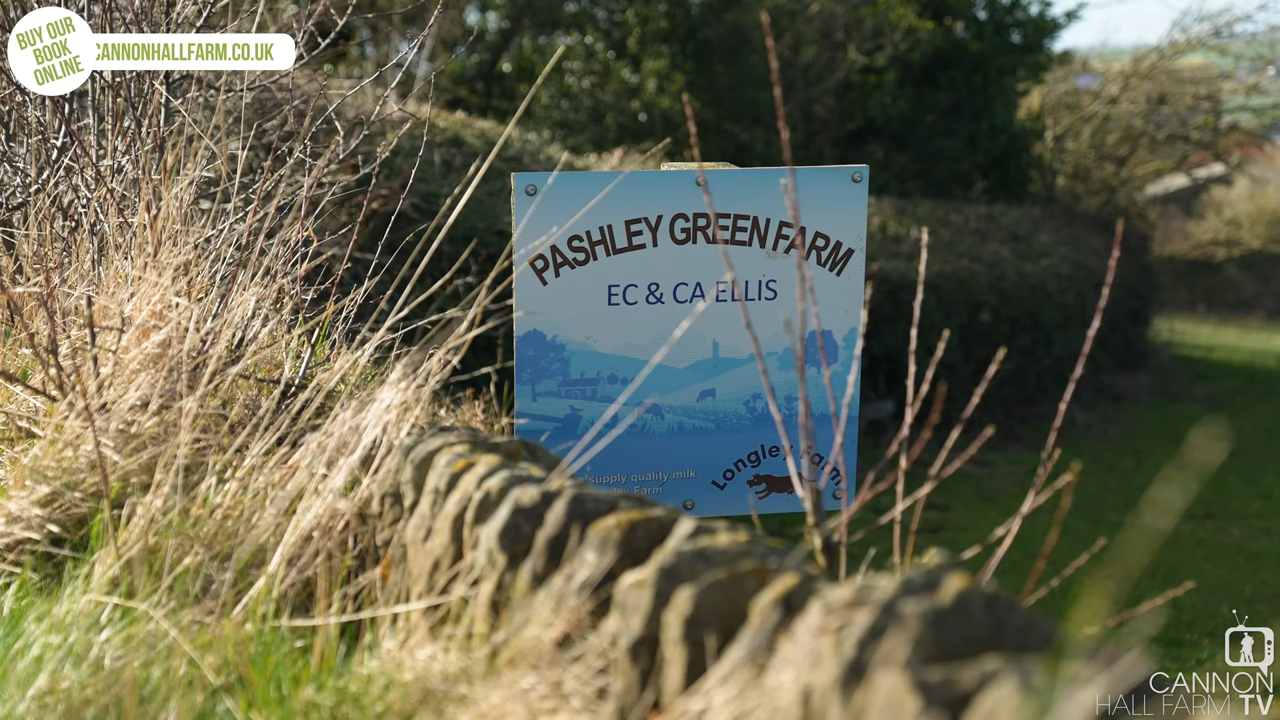 BUY OUR
BOOK
ONLINE
CANNONHALLFARM.CO.UK
PASHLEY GREEN FARM
EC & CA ELLIS
supply quality milk
Farm
Longley Farm
CANNON
HALL FARM TV